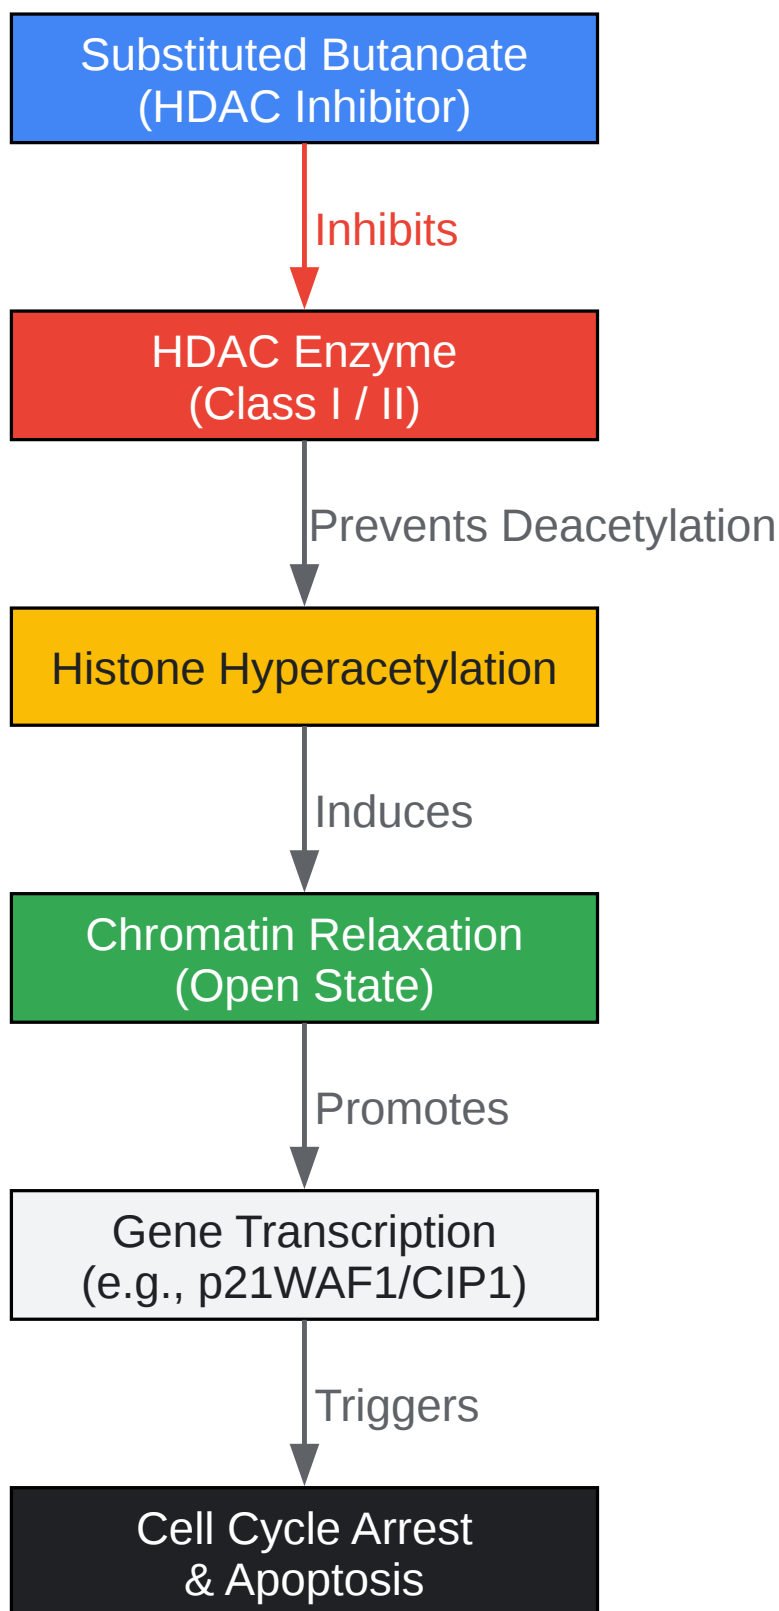 Substituted Butanoate
(HDAC Inhibitor)
Inhibits
HDAC Enzyme
(Class I / II)
Prevents Deacetylation
Histone Hyperacetylation
Induces
Chromatin Relaxation
(Open State)
Promotes
Gene Transcription
(e.g., p21WAF1/CIP1)
Triggers
Cell Cycle Arrest
& Apoptosis